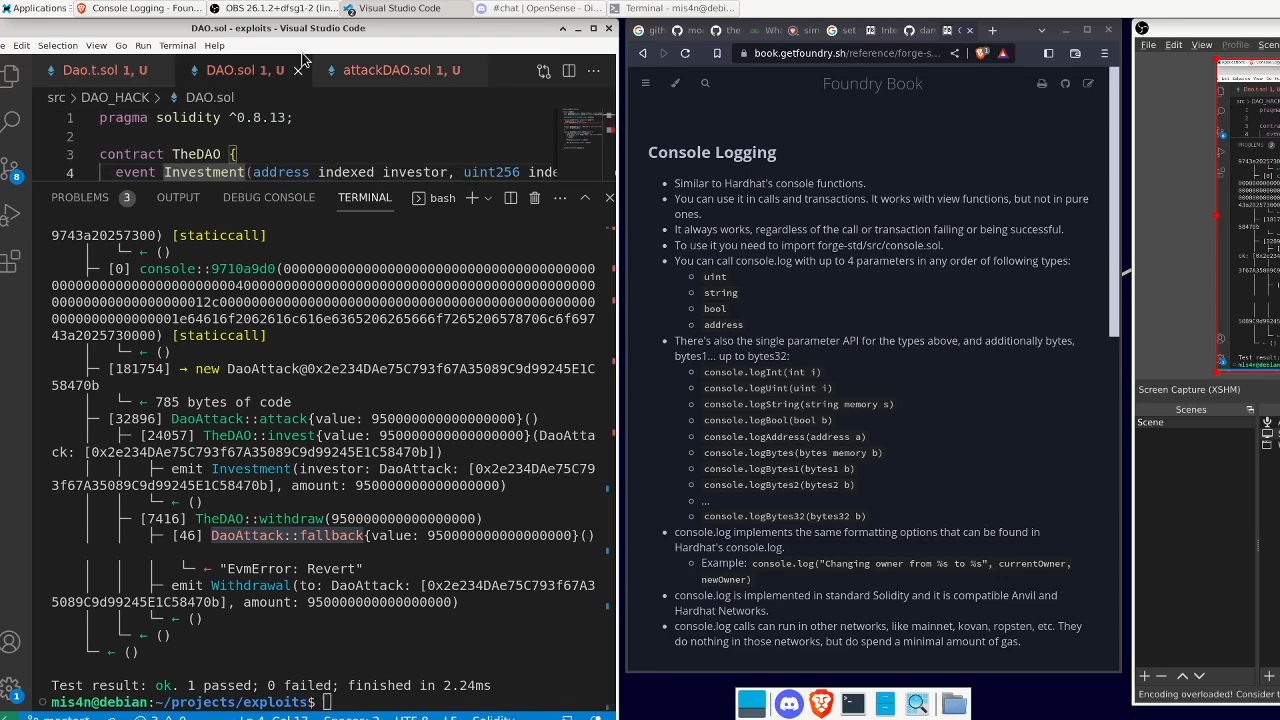 Applications
Console Logging - Foun...
OBS 26.1.2+dfsg1-2 (lin...
Visual Studio Code
#chat | OpenSense - Di...
Terminal - mis4n@debi...
DAO.sol - exploits - Visual Studio Code
Edit Selection View Go Run Terminal Help
Dao.t.sol 1, U
DAO.sol 1, U
attackDAO.sol 1, U
src > DAO_HACK > DAO.sol
1 pragma solidity ^0.8.13;
2
3 contract TheDAO {
4 event Investment(address indexed investor, uint256 inde
PROBLEMS 3 OUTPUT DEBUG CONSOLE TERMINAL bash
9743a20257300) [staticcall]
← ()
[0] console::9710a9d0(00000000000000000000000000000000
00000000000000000000000000000000400000000000000000000000
000000000000000000012c0000000000000000000000000000000000
00000000000000001e64616f2062616c616e6365206265666f7265206578706c6f697
43a2025730000) [staticcall]
← ()
[181754] → new DaoAttack@0x2e234DAe75C793f67A35089C9d99245E1C
58470b
← 785 bytes of code
[32896] DaoAttack::attack{value: 950000000000000000}()
[24057] TheDAO::invest{value: 950000000000000000}(DaoAtta
ck: [0x2e234DAe75C793f67A35089C9d99245E1C58470b])
emit Investment(investor: DaoAttack: [0x2e234DAe75C79
3f67A35089C9d99245E1C58470b], amount: 950000000000000000)
← ()
[7416] TheDAO::withdraw(950000000000000000)
[46] DaoAttack::fallback{value: 950000000000000000}()
← "EvmError: Revert"
emit Withdrawal(to: DaoAttack: [0x2e234DAe75C793f67A3
5089C9d99245E1C58470b], amount: 950000000000000000)
← ()
← ()
← ()
Test result: ok. 1 passed; 0 failed; finished in 2.24ms
mis4n@debian:~/projects/exploits$
book.getfoundry.sh/reference/forge-s...
Foundry Book
Console Logging
Similar to Hardhat's console functions.
You can use it in calls and transactions. It works with view functions, but not in pure
ones.
It always works, regardless of the call or transaction failing or being successful.
To use it you need to import forge-std/src/console.sol.
You can call console.log with up to 4 parameters in any order of following types:
uint
string
bool
address
There's also the single parameter API for the types above, and additionally bytes,
bytes1... up to bytes32:
console.logInt(int i)
console.logUint(uint i)
console.logString(string memory s)
console.logBool(bool b)
console.logAddress(address a)
console.logBytes(bytes memory b)
console.logBytes1(bytes1 b)
console.logBytes2(bytes2 b)
...
console.logBytes32(bytes32 b)
console.log implements the same formatting options that can be found in
Hardhat's console.log.
Example: console.log("Changing owner from %s to %s", currentOwner,
newOwner)
console.log is implemented in standard Solidity and it is compatible Anvil and
Hardhat Networks.
console.log calls can run in other networks, like mainnet, kovan, ropsten, etc. They
do nothing in those networks, but do spend a minimal amount of gas.
File Edit View Profile Scen
Screen Capture (XSHM)
Scenes
Scene
Encoding overloaded! Consider t